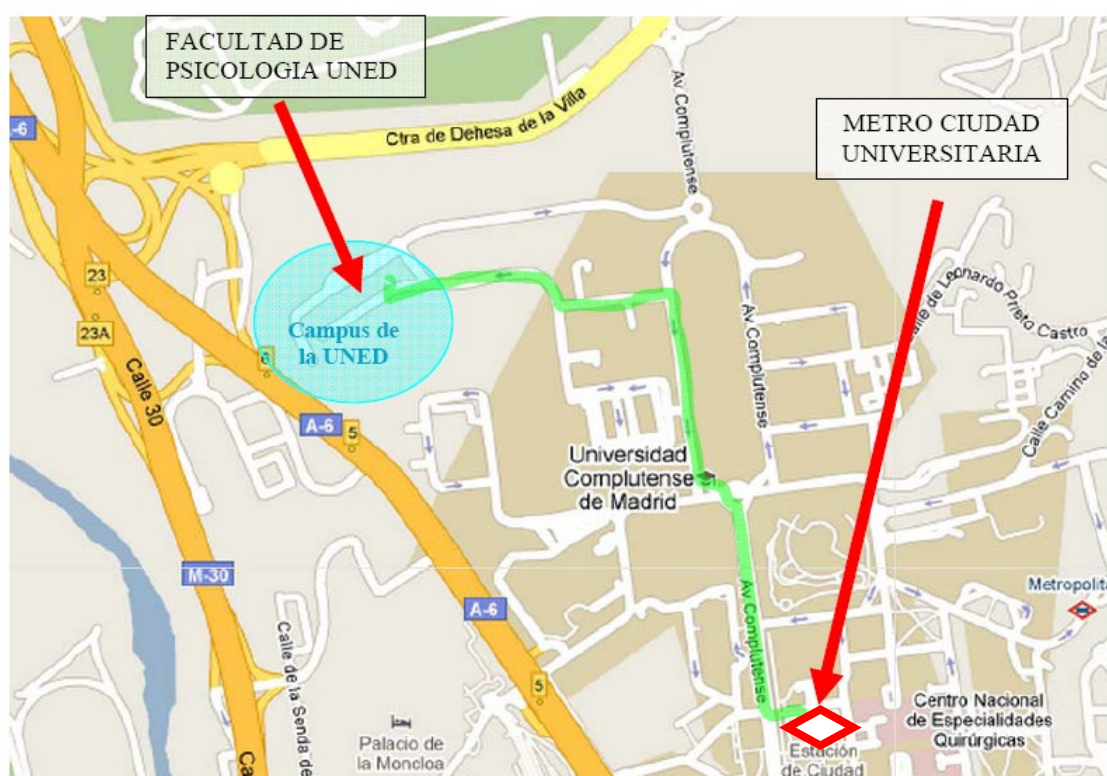 FACULTAD DE
PSICOLOGIA UNED
METRO CIUDAD
UNIVERSITARIA
Ctra de Dehesa de la Villa
Av Complutense
-6
23
23A
Calle 30
6
Campus de
la UNED
A-6
5
Av Complutense
Calle de Leonardo Prieto Castro
Calle Camino de la
Universidad
Complutense
de Madrid
M-30
A-6
Av Complutense
Metropolita
Calle de la Senda de
5
Ca
Palacio de
la Moncloa
Centro Nacional
de Especialidades
Quirúrgicas
Estación
de Ciudad